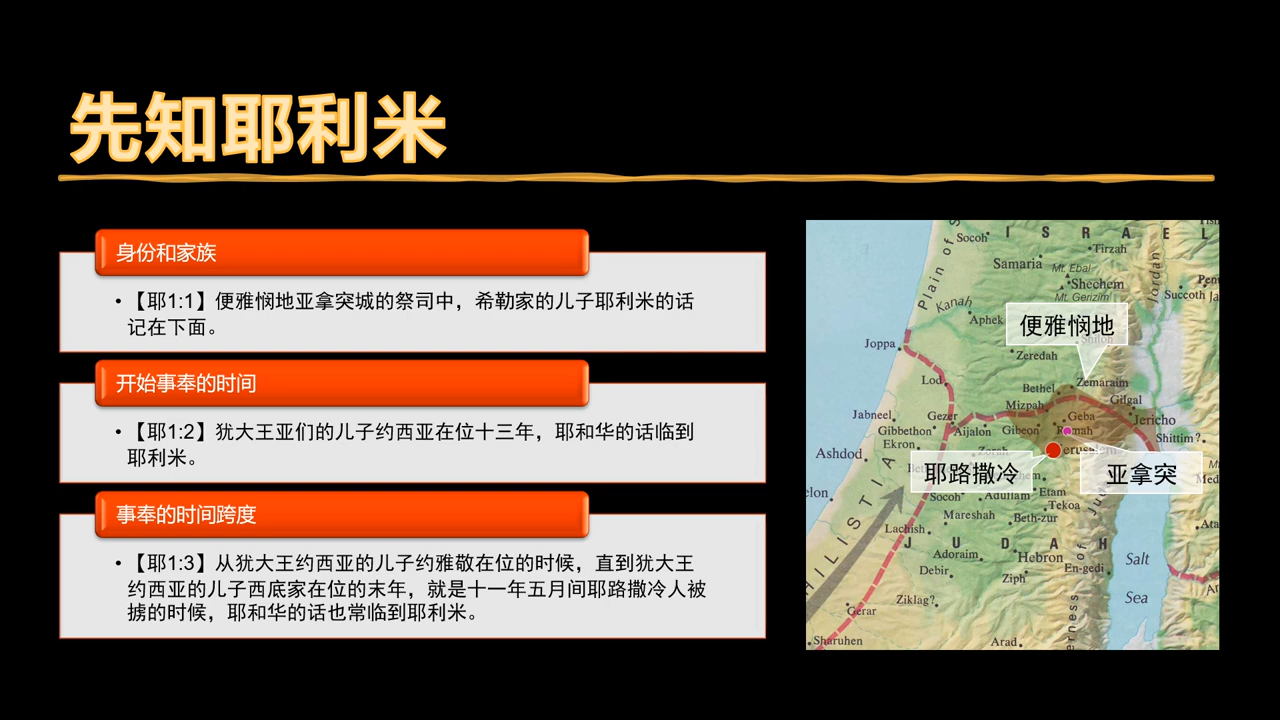 先知耶利米
身份和家族
•【耶1:1】便雅悯地亚拿突城的祭司中，希勒家的儿子耶利米的话
记在下面。
开始事奉的时间
•【耶1:2】犹大王亚们的儿子约西亚在位十三年，耶和华的话临到
耶利米。
事奉的时间跨度
•【耶1:3】从犹大王约西亚的儿子约雅敬在位的时候，直到犹大王
约西亚的儿子西底家在位的末年，就是十一年五月间耶路撒冷人被
掳的时候，耶和华的话也常临到耶利米。
Plain of S
Socoh
ISRAEL
Tirzah
Jordan
Samaria
Mt. Ebal
Shechem
Mt. Gerizim
Succoth
Kanah
Aphek
便雅悯地
Shiloh
Joppa
Zeredah
Lod
Bethel
Zemaraim
Mizpah
Gilgal
Jabneel
Gezer
Geba
Jericho
Gibbethon
Aijalon
Gibeon
Ramah
Shittim?
Ekron
Zorah
Jerusalem
Ashdod
耶路撒冷
亚拿突
elon
Socoh
Adullam
Etam
Tekoa
Mareshah
Beth-zur
Lachish
JUDAH
Adoraim
Hebron
Salt
Debir
En-gedi
Ziph
Sea
Ziklag?
Gerar
HILISTIA
erness of Jud
Sharuhen
Arad